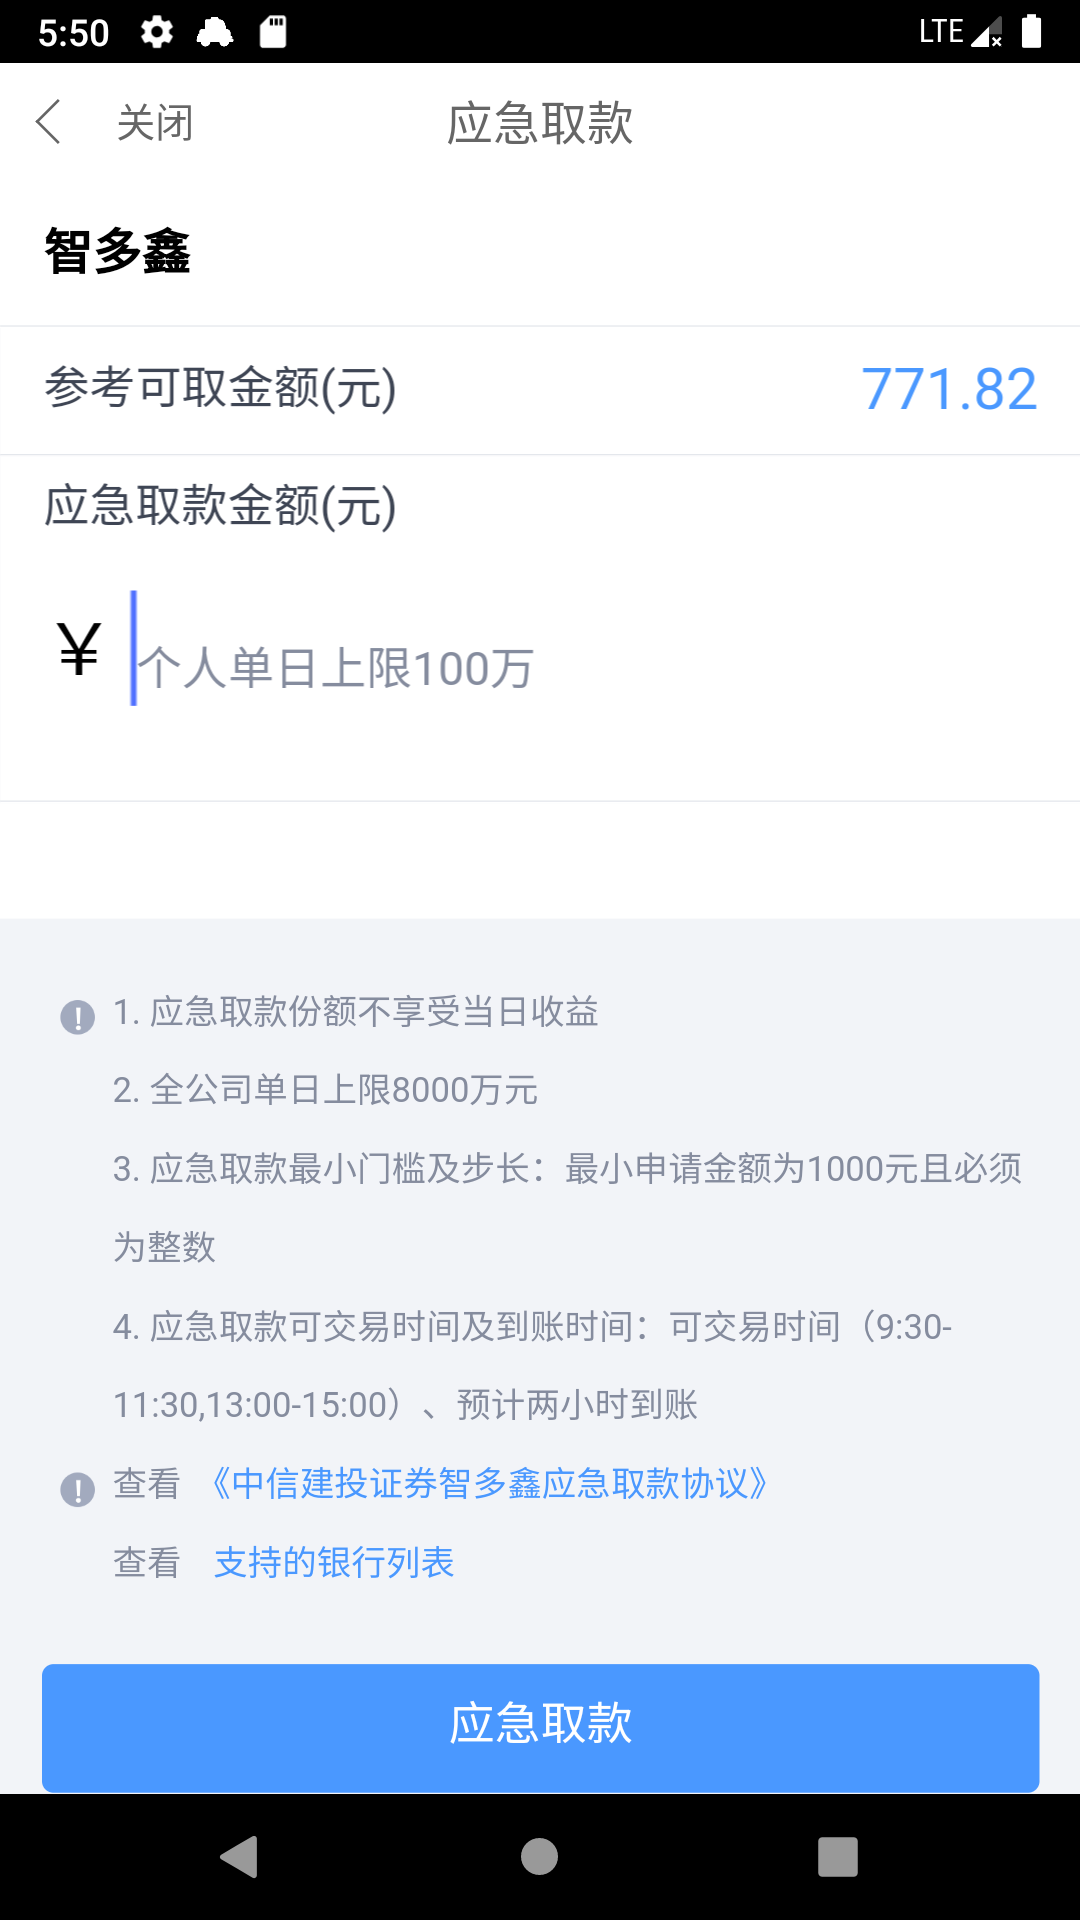 5:50 LTE
关闭 应急取款
智多鑫
参考可取金额(元) 771.82
应急取款金额(元)
¥ 个人单日上限100万
1. 应急取款份额不享受当日收益
2. 全公司单日上限8000万元
3. 应急取款最小门槛及步长：最小申请金额为1000元且必须
为整数
4. 应急取款可交易时间及到账时间：可交易时间（9:30-
11:30,13:00-15:00）、预计两小时到账
查看 《中信建投证券智多鑫应急取款协议》
查看 支持的银行列表
应急取款